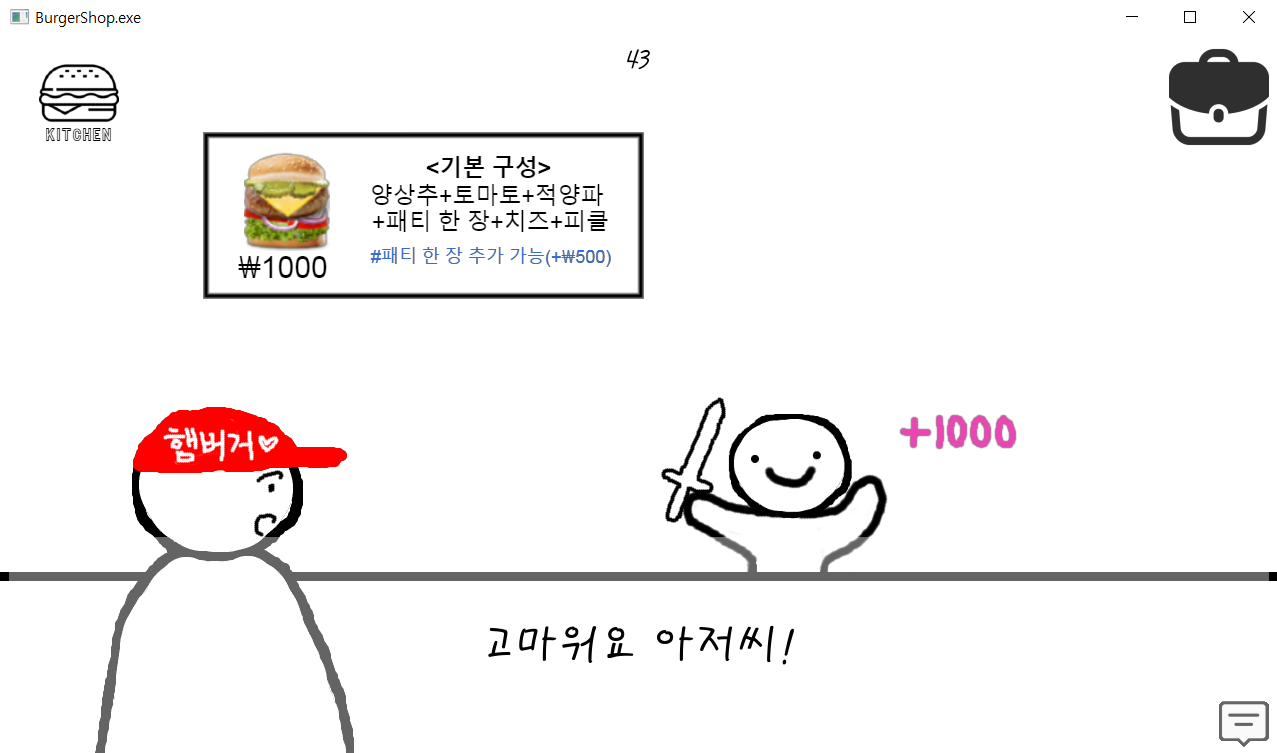 BurgerShop.exe
43
KITCHEN
<기본 구성>
양상추+토마토+적양파
+패티 한 장+치즈+피클
#패티 한 장 추가 가능(+₩500)
₩1000
햄버거♡
+1000
고마워요 아저씨!